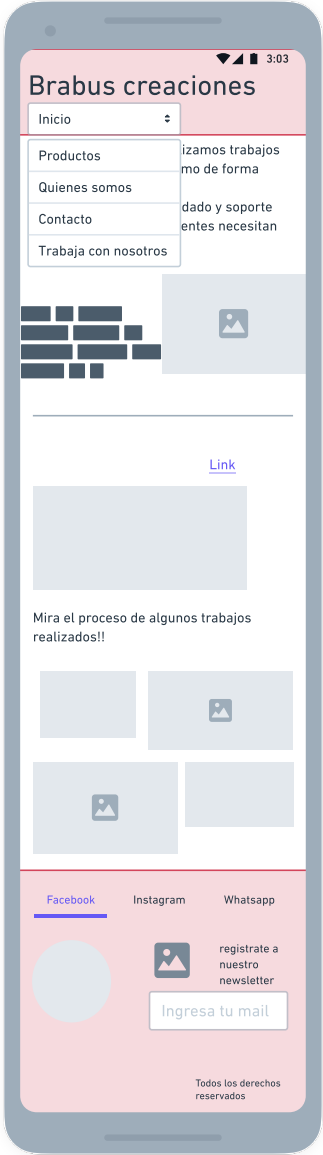 3:03
Brabus creaciones
Inicio
Productos
Quienes somos
Contacto
Trabaja con nosotros
izamos trabajos
mo de forma
dado y soporte
entes necesitan
Link
Mira el proceso de algunos trabajos
realizados!!
Facebook
Instagram
Whatsapp
registrate a
nuestro
newsletter
Ingresa tu mail
Todos los derechos
reservados